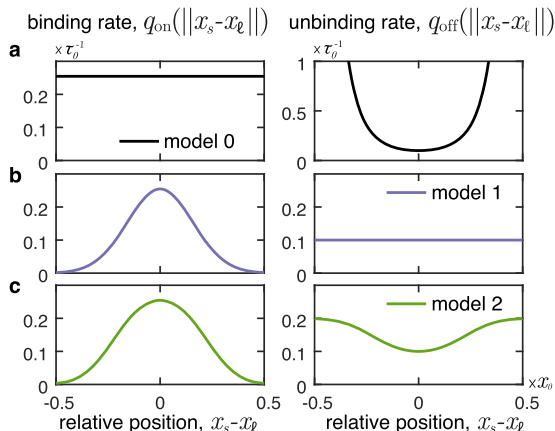 binding rate, q_on(||x_s-x_ℓ||) unbinding rate, q_off(||x_s-x_ℓ||)
a ×τ₀⁻¹ ×τ₀⁻¹
0.2 1
0.1 0.5
0 0
model 0
b
0.2 0.2
0.1 0.1
0 0
model 1
c
0.2 0.2
0.1 0.1
0 0
model 2
-0.5 0 0.5 -0.5 0 0.5 ×x₀
relative position, x_s-x_ℓ relative position, x_s-x_ℓ